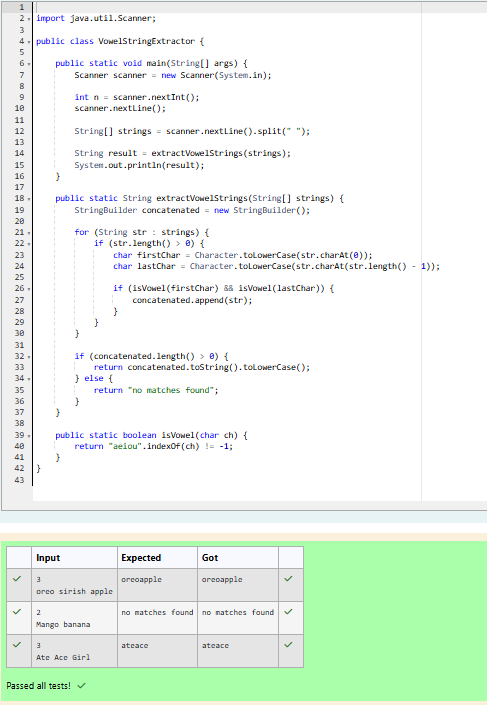 1
2 import java.util.Scanner;
3
4 public class VowelStringExtractor {
5
6     public static void main(String[] args) {
7         Scanner scanner = new Scanner(System.in);
8
9         int n = scanner.nextInt();
10         scanner.nextLine();
11
12         String[] strings = scanner.nextLine().split(" ");
13
14         String result = extractVowelStrings(strings);
15         System.out.println(result);
16     }
17
18     public static String extractVowelStrings(String[] strings) {
19         StringBuilder concatenated = new StringBuilder();
20
21         for (String str : strings) {
22             if (str.length() > 0) {
23                 char firstChar = Character.toLowerCase(str.charAt(0));
24                 char lastChar = Character.toLowerCase(str.charAt(str.length() - 1));
25
26                 if (isVowel(firstChar) && isVowel(lastChar)) {
27                     concatenated.append(str);
28                 }
29             }
30         }
31
32         if (concatenated.length() > 0) {
33             return concatenated.toString().toLowerCase();
34         } else {
35             return "no matches found";
36         }
37     }
38
39     public static boolean isVowel(char ch) {
40         return "aeiou".indexOf(ch) != -1;
41     }
42 }
43
Input Expected Got
3 oreoapple oreoapple
oreo sirish apple
2 no matches found no matches found
Mango banana
3 ateace ateace
Ate Ace Girl
Passed all tests!